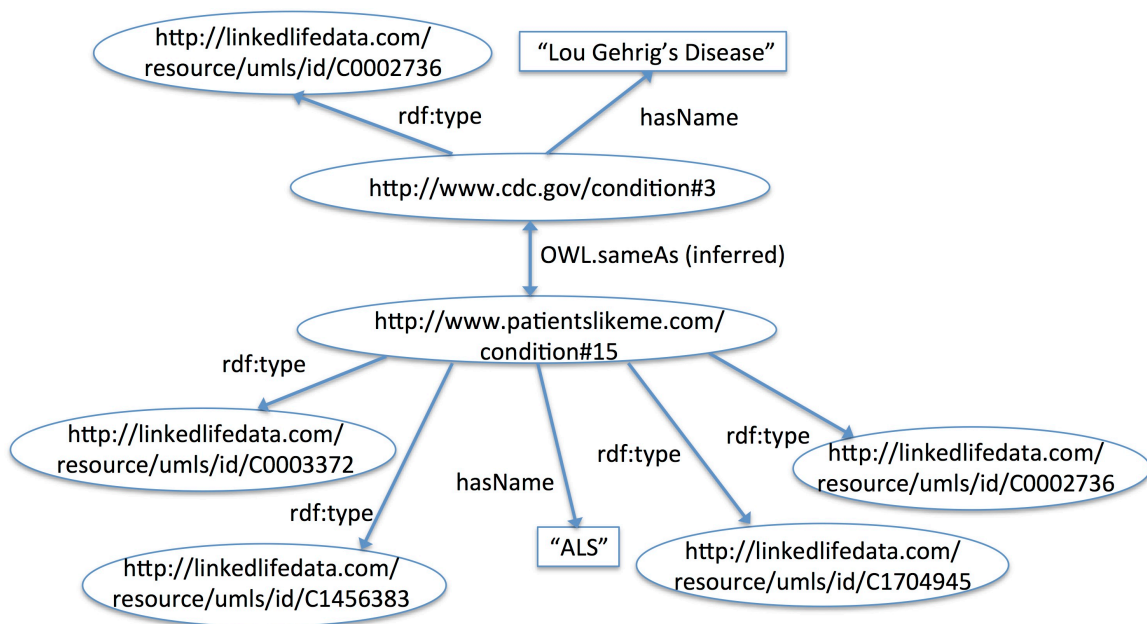 http://linkedlifedata.com/
resource/umls/id/C0002736
“Lou Gehrig’s Disease”
rdf:type
hasName
http://www.cdc.gov/condition#3
OWL.sameAs (inferred)
http://www.patientslikeme.com/
condition#15
rdf:type
http://linkedlifedata.com/
resource/umls/id/C0003372
rdf:type
http://linkedlifedata.com/
resource/umls/id/C1456383
hasName
“ALS”
rdf:type
http://linkedlifedata.com/
resource/umls/id/C1704945
rdf:type
http://linkedlifedata.com/
resource/umls/id/C0002736